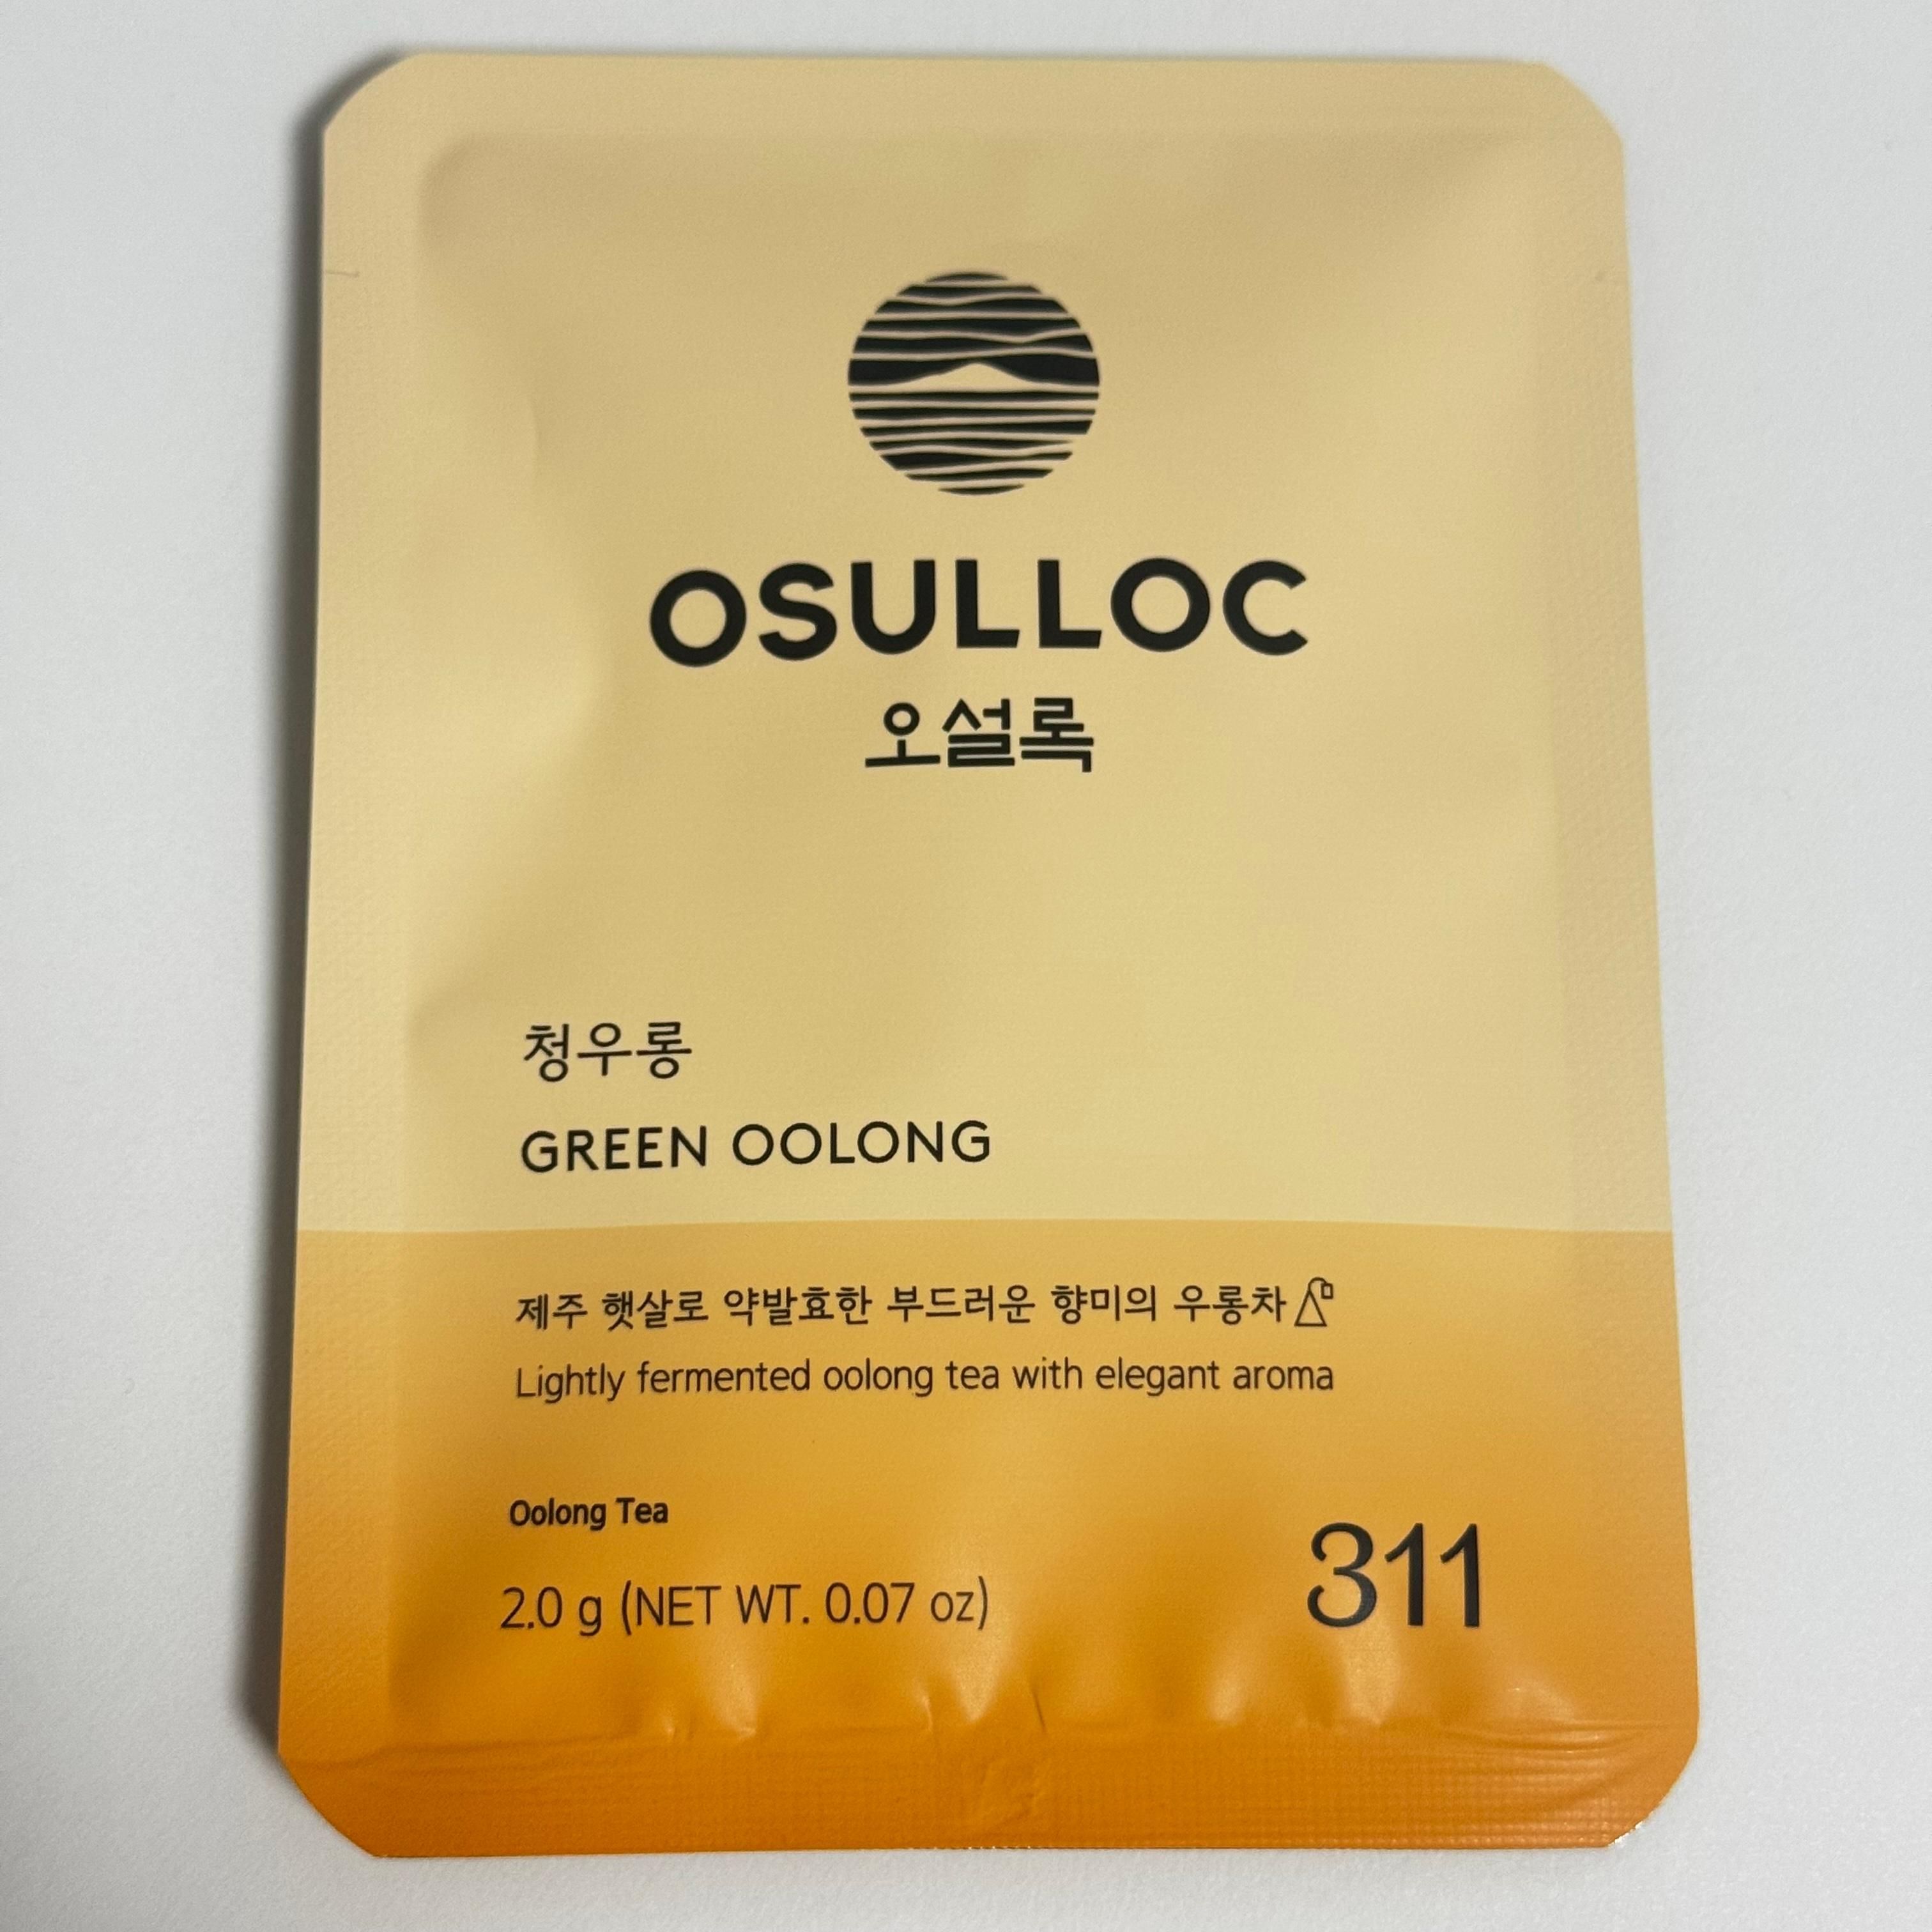 OSULLOC
오설록
청우롱
GREEN OOLONG
제주 햇살로 약발효한 부드러운 향미의 우롱차
Lightly fermented oolong tea with elegant aroma
Oolong Tea
2.0 g (NET WT. 0.07 oz)
311